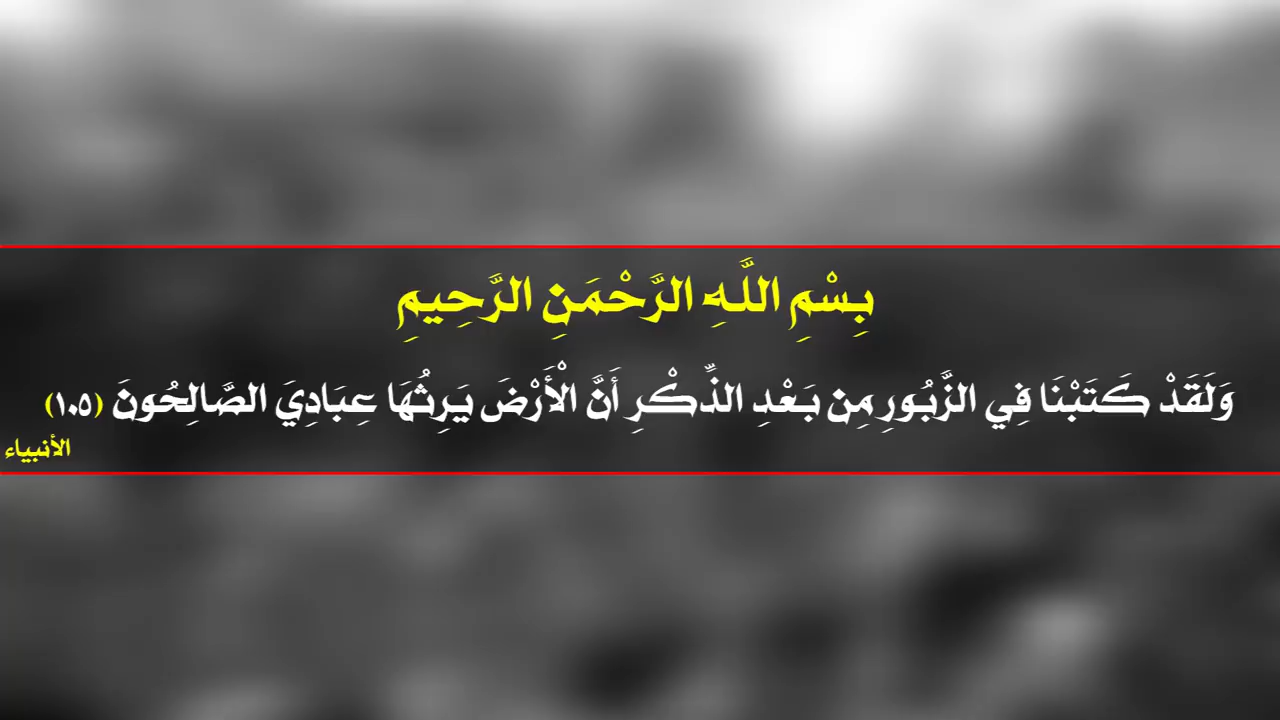 بِسْمِ اللَّهِ الرَّحْمَنِ الرَّحِيمِ
وَلَقَدْ كَتَبْنَا فِي الزَّبُورِ مِن بَعْدِ الذِّكْرِ أَنَّ الْأَرْضَ يَرِثُهَا عِبَادِيَ الصَّالِحُونَ (١٠٥)
الأنبياء